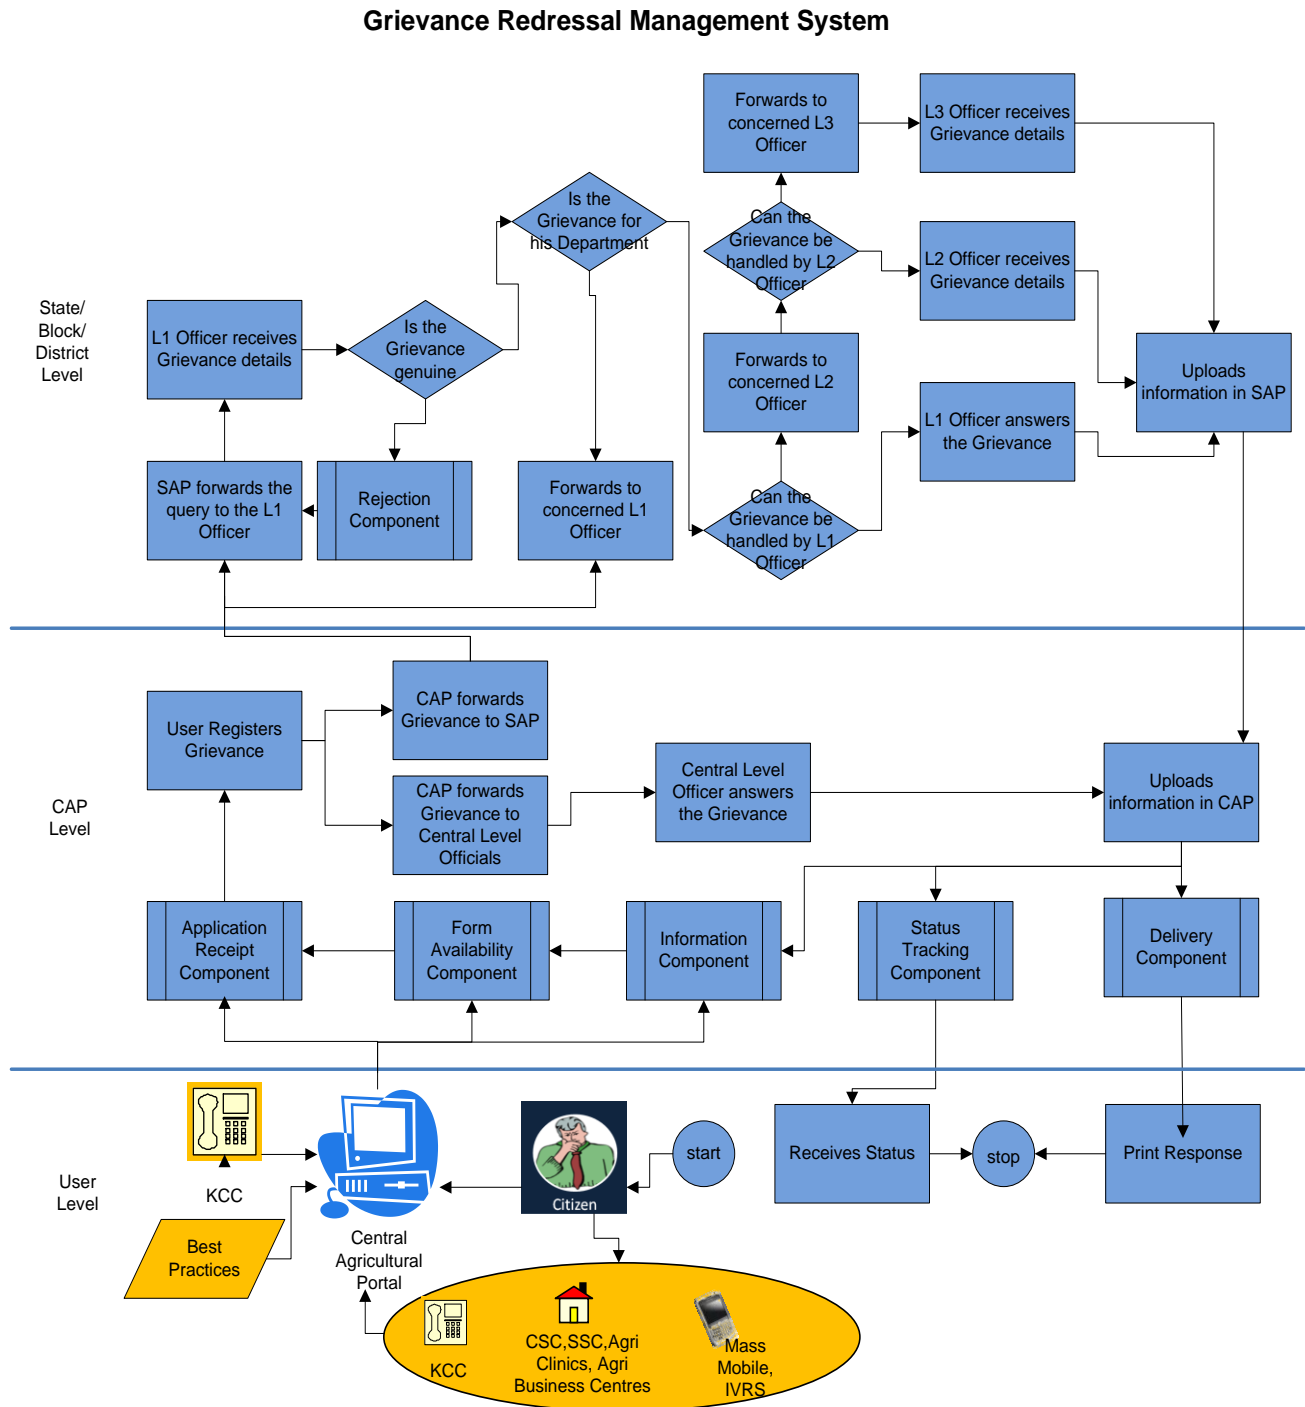 Grievance Redressal Management System
Forwards to
concerned L3
Officer
L3 Officer receives
Grievance details
Is the
Grievance for
his Department
Can the
Grievance be
handled by L2
Officer
L2 Officer receives
Grievance details
State/
Block/
District
Level
L1 Officer receives
Grievance details
Is the
Grievance
genuine
Forwards to
concerned L2
Officer
Uploads
information in SAP
L1 Officer answers
the Grievance
SAP forwards the
query to the L1
Officer
Rejection
Component
Forwards to
concerned L1
Officer
Can the
Grievance be
handled by L1
Officer
CAP forwards
Grievance to SAP
User Registers
Grievance
CAP
Level
CAP forwards
Grievance to
Central Level
Officials
Central Level
Officer answers
the Grievance
Uploads
information in CAP
Application
Receipt
Component
Form
Availability
Component
Information
Component
Status
Tracking
Component
Delivery
Component
User
Level
KCC
Citizen
start
Receives Status
stop
Print Response
Best
Practices
Central
Agricultural
Portal
KCC
CSC,SSC,Agri
Clinics, Agri
Business Centres
Mass
Mobile,
IVRS